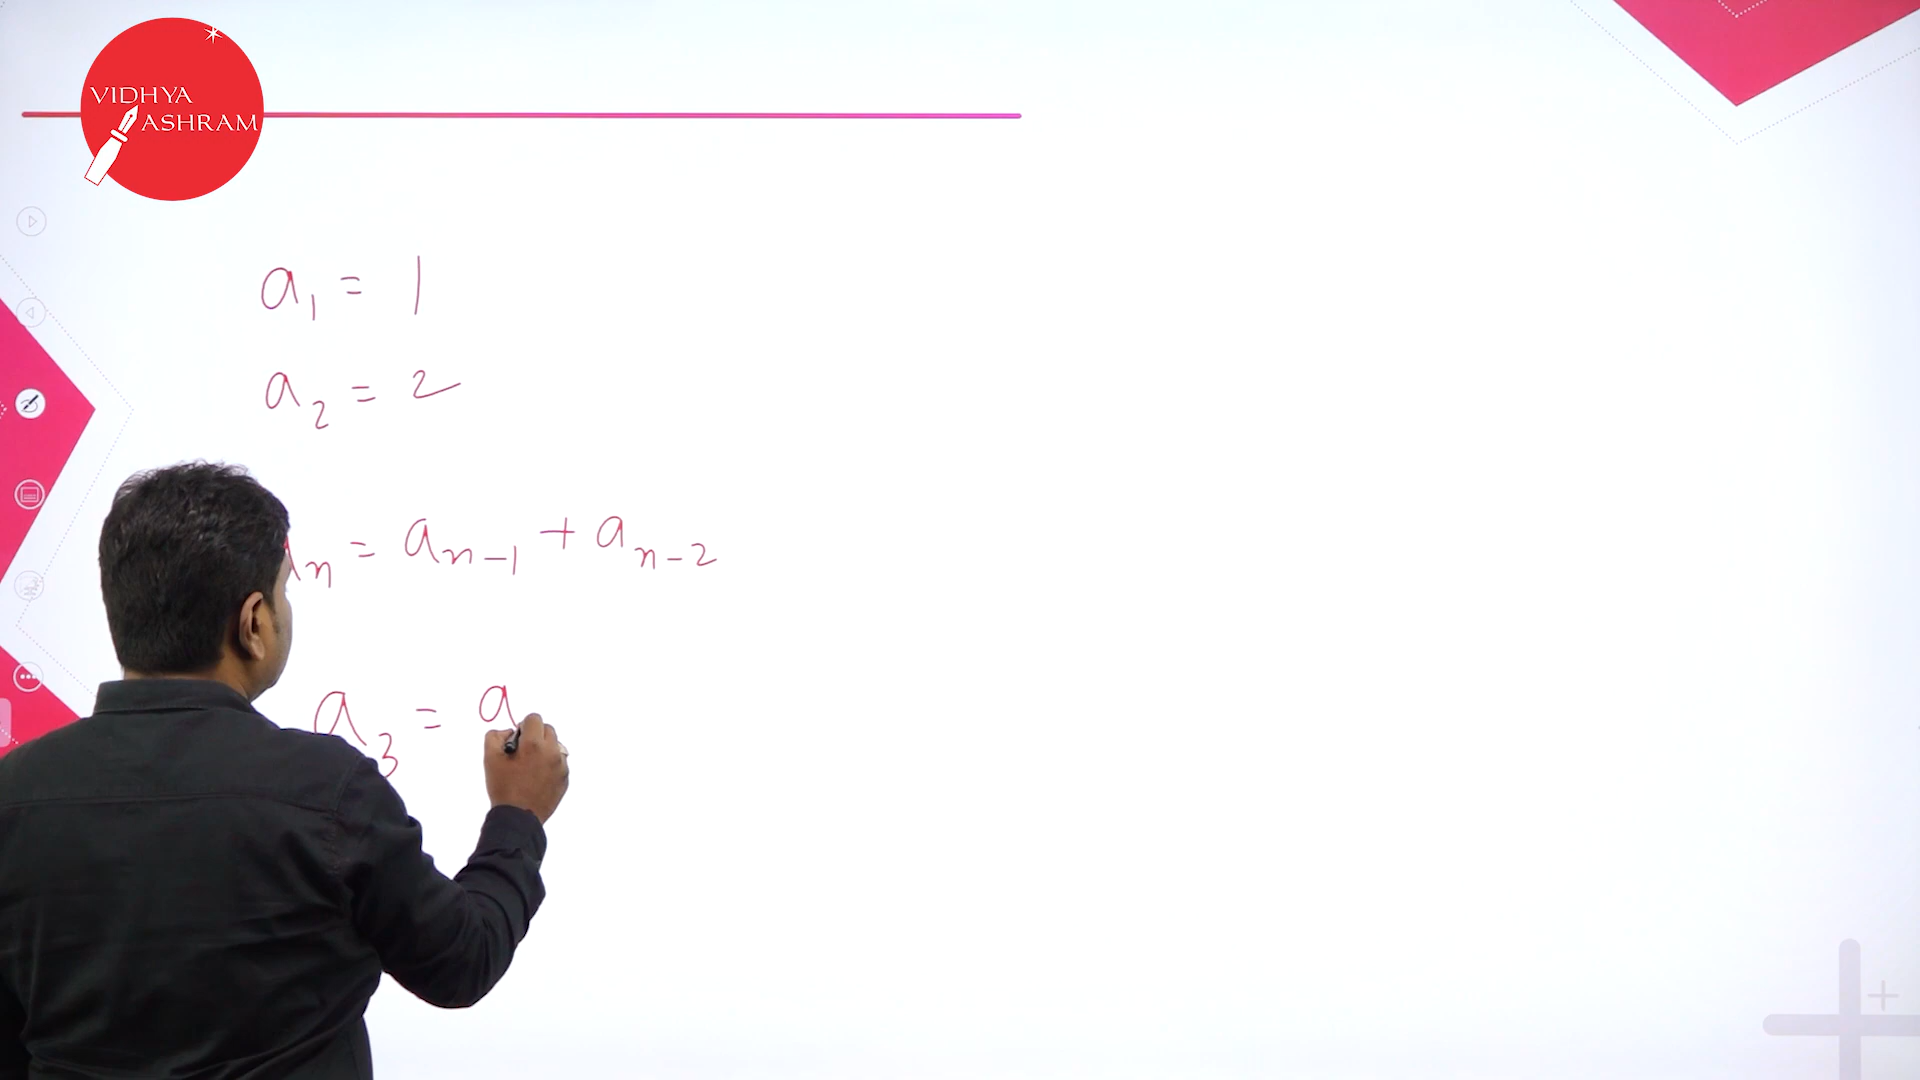 VIDHYA
ASHRAM
a₁ = 1
a₂ = 2
aₙ = aₙ₋₁ + aₙ₋₂
a₃ = a